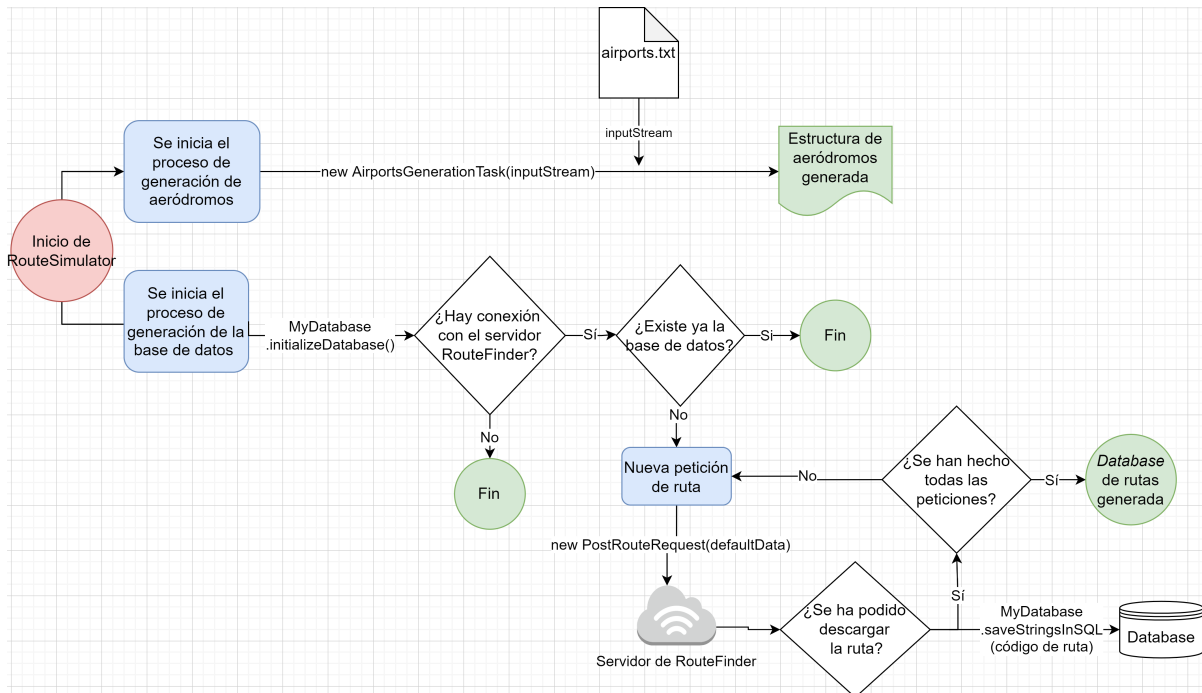 airports.txt
inputStream
Se inicia el
proceso de
generación de
aeródromos
new AirportsGenerationTask(inputStream)
Estructura de
aeródromos
generada
Inicio de
RouteSimulator
Se inicia el
proceso de
generación de la
base de datos
MyDatabase
.initializeDatabase()
¿Hay conexión
con el servidor
RouteFinder?
Sí
¿Existe ya la
base de datos?
Si
Fin
No
Fin
No
Nueva petición
de ruta
No
¿Se han hecho
todas las
peticiones?
Sí
Database
de rutas
generada
new PostRouteRequest(defaultData)
Servidor de RouteFinder
¿Se ha podido
descargar
la ruta?
Sí
MyDatabase
.saveStringsInSQL
(código de ruta)
Database